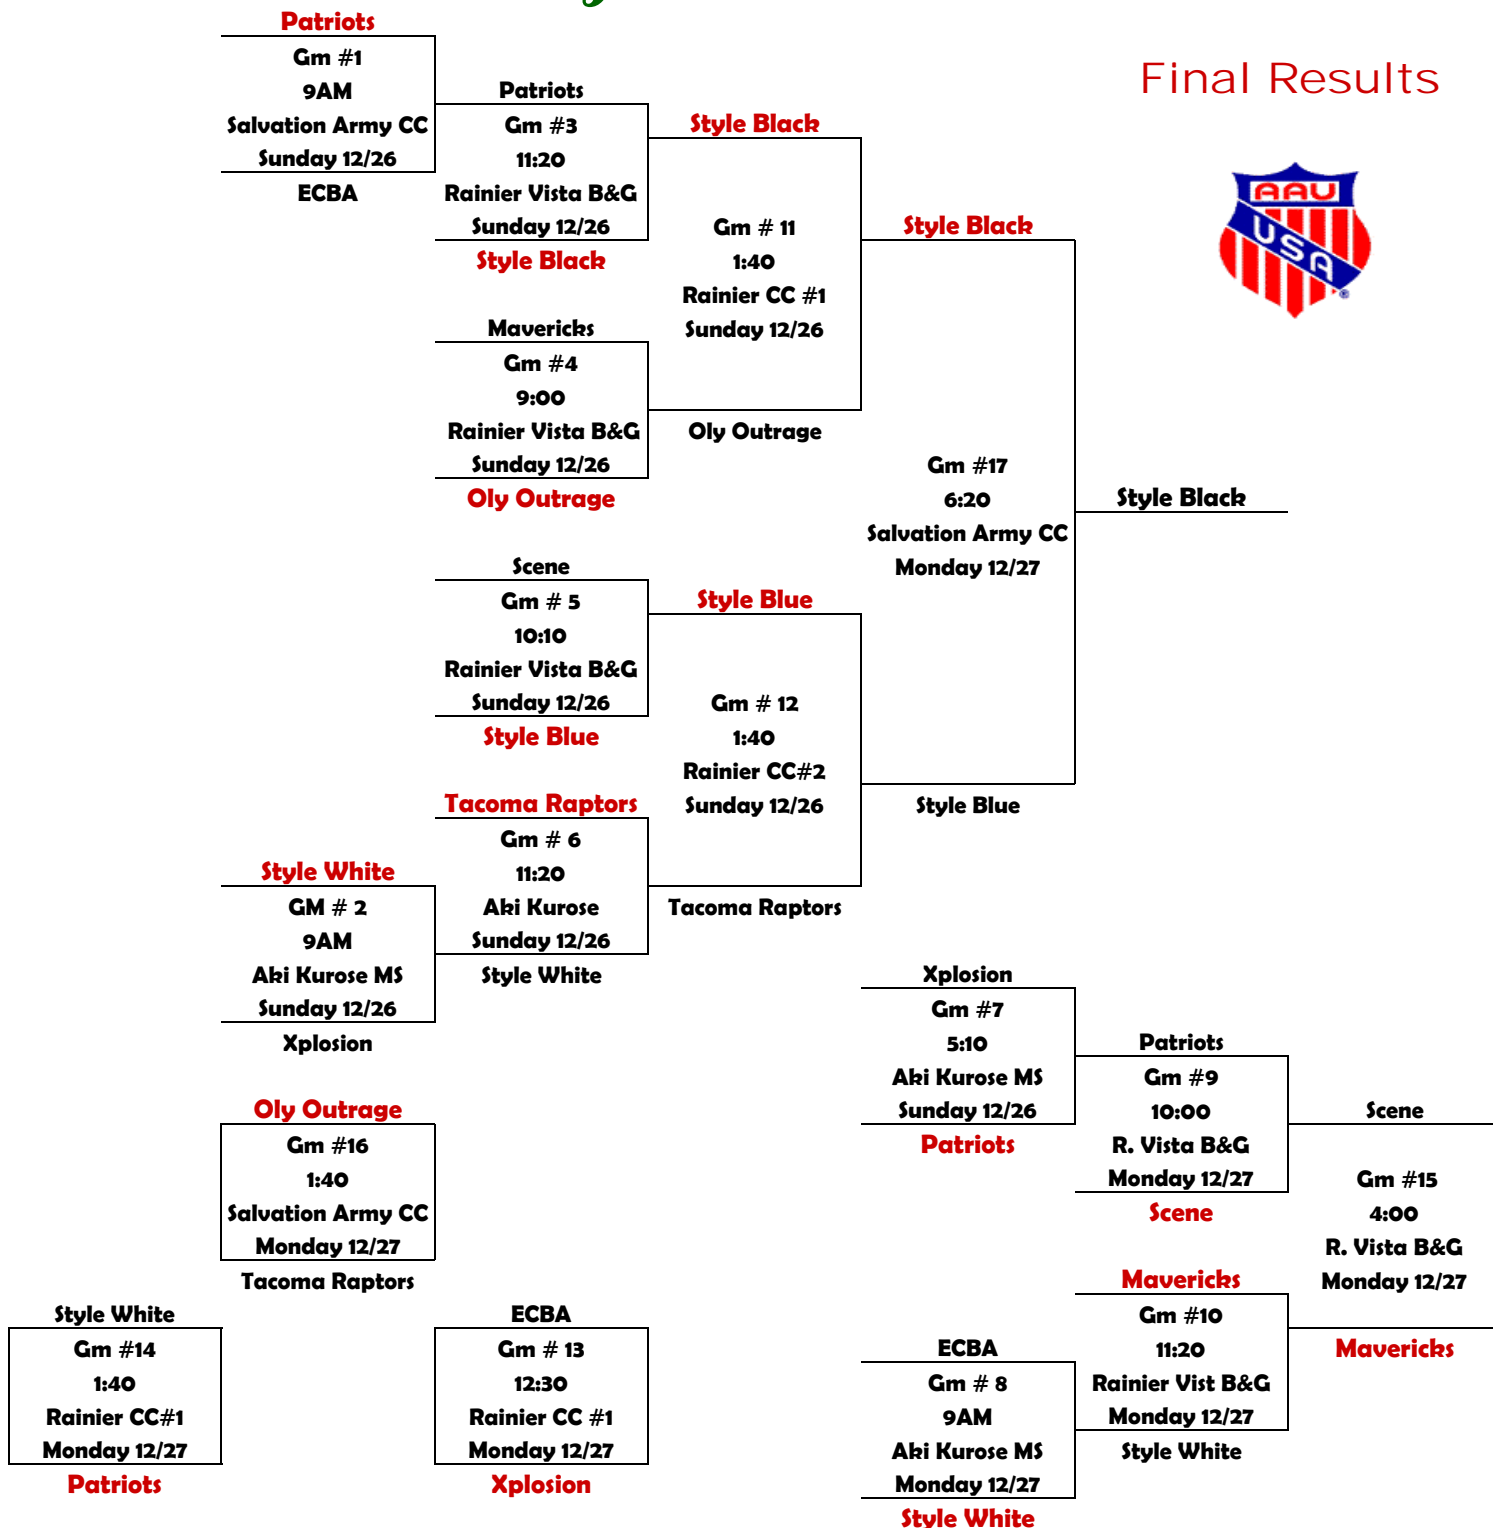 Patriots
Gm #1
9AM
Salvation Army CC
Sunday 12/26
ECBA
Patriots
Gm #3
11:20
Rainier Vista B&G
Sunday 12/26
Style Black
Mavericks
Gm #4
9:00
Rainier Vista B&G
Sunday 12/26
Oly Outrage
Style Black
Gm # 11
1:40
Rainier CC #1
Sunday 12/26
Oly Outrage
Scene
Gm # 5
10:10
Rainier Vista B&G
Sunday 12/26
Style Blue
Style White
GM # 2
9AM
Aki Kurose MS
Sunday 12/26
Xplosion
Tacoma Raptors
Gm # 6
11:20
Aki Kurose
Sunday 12/26
Style White
Style Blue
Gm # 12
1:40
Rainier CC#2
Sunday 12/26
Tacoma Raptors
Style Black
Gm #17
6:20
Salvation Army CC
Monday 12/27
Style Blue
Style Black
Final Results
AAU
USA
®
Xplosion
Gm #7
5:10
Aki Kurose MS
Sunday 12/26
Patriots
Patriots
Gm #9
10:00
R. Vista B&G
Monday 12/27
Scene
ECBA
Gm # 8
9AM
Aki Kurose MS
Monday 12/27
Style White
Mavericks
Gm #10
11:20
Rainier Vist B&G
Monday 12/27
Style White
Scene
Gm #15
4:00
R. Vista B&G
Monday 12/27
Mavericks
Oly Outrage
Gm #16
1:40
Salvation Army CC
Monday 12/27
Tacoma Raptors
Style White
Gm #14
1:40
Rainier CC#1
Monday 12/27
Patriots
ECBA
Gm # 13
12:30
Rainier CC #1
Monday 12/27
Xplosion